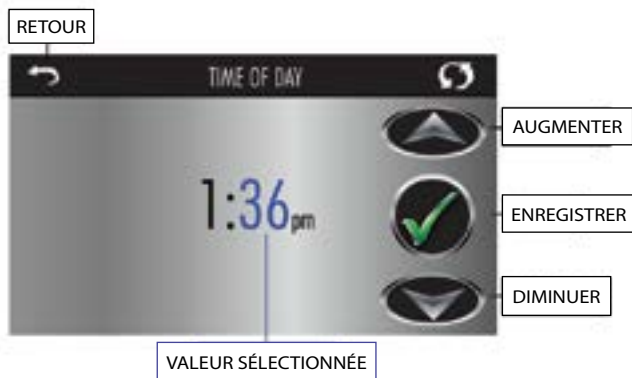 RETOUR
TIME OF DAY
AUGMENTER
1:36pm
ENREGISTRER
DIMINUER
VALEUR SÉLECTIONNÉE